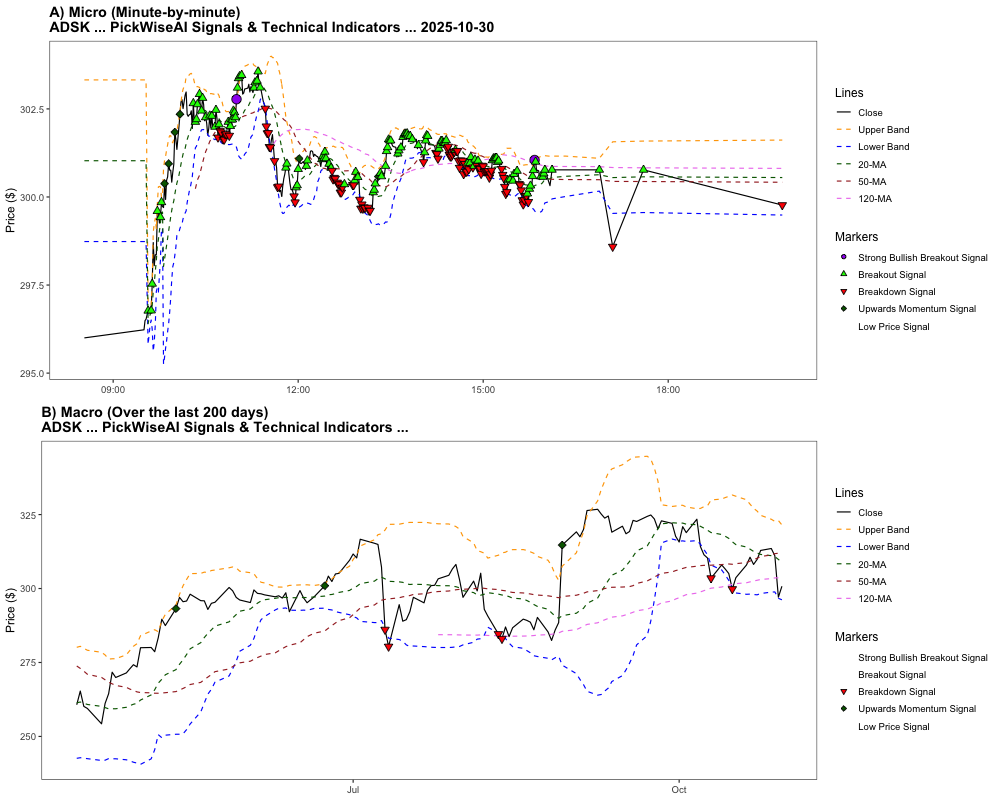 A) Micro (Minute-by-minute)
ADSK ... PickWiseAI Signals & Technical Indicators ... 2025-10-30
Price ($)
302.5
300.0
297.5
295.0
09:00
12:00
15:00
18:00
Lines
Close
Upper Band
Lower Band
20-MA
50-MA
120-MA
Markers
Strong Bullish Breakout Signal
Breakout Signal
Breakdown Signal
Upwards Momentum Signal
Low Price Signal
B) Macro (Over the last 200 days)
ADSK ... PickWiseAI Signals & Technical Indicators ...
Price ($)
325
300
275
250
Jul
Oct
Lines
Close
Upper Band
Lower Band
20-MA
50-MA
120-MA
Markers
Strong Bullish Breakout Signal
Breakout Signal
Breakdown Signal
Upwards Momentum Signal
Low Price Signal